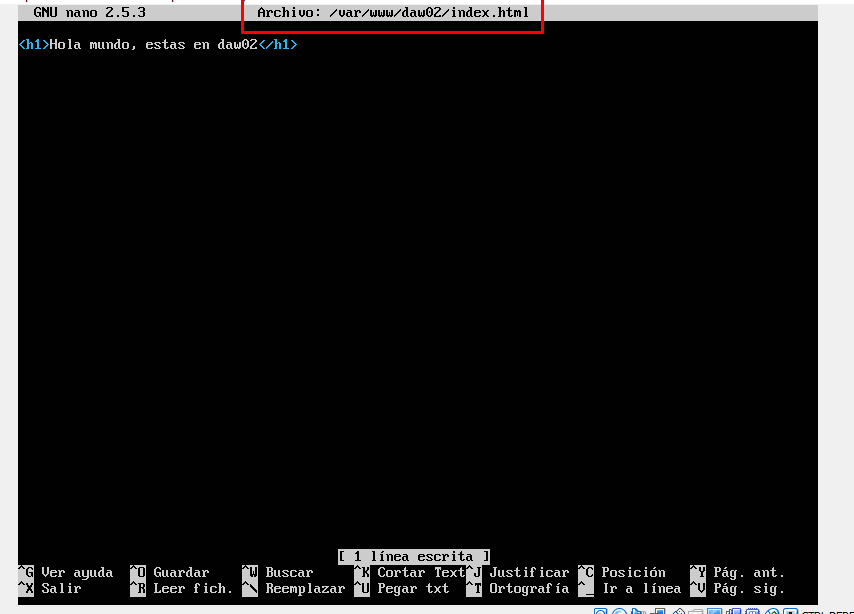 GNU nano 2.5.3 Archivo: /var/www/daw02/index.html
<h1>Hola mundo, estas en daw02</h1>
[ 1 línea escrita ]
^G Ver ayuda ^O Guardar ^W Buscar ^K Cortar Text ^J Justificar ^C Posición ^Y Pág. ant.
^X Salir ^R Leer fich. ^\ Reemplazar ^U Pegar txt ^T Ortografía ^_ Ir a línea ^V Pág. sig.